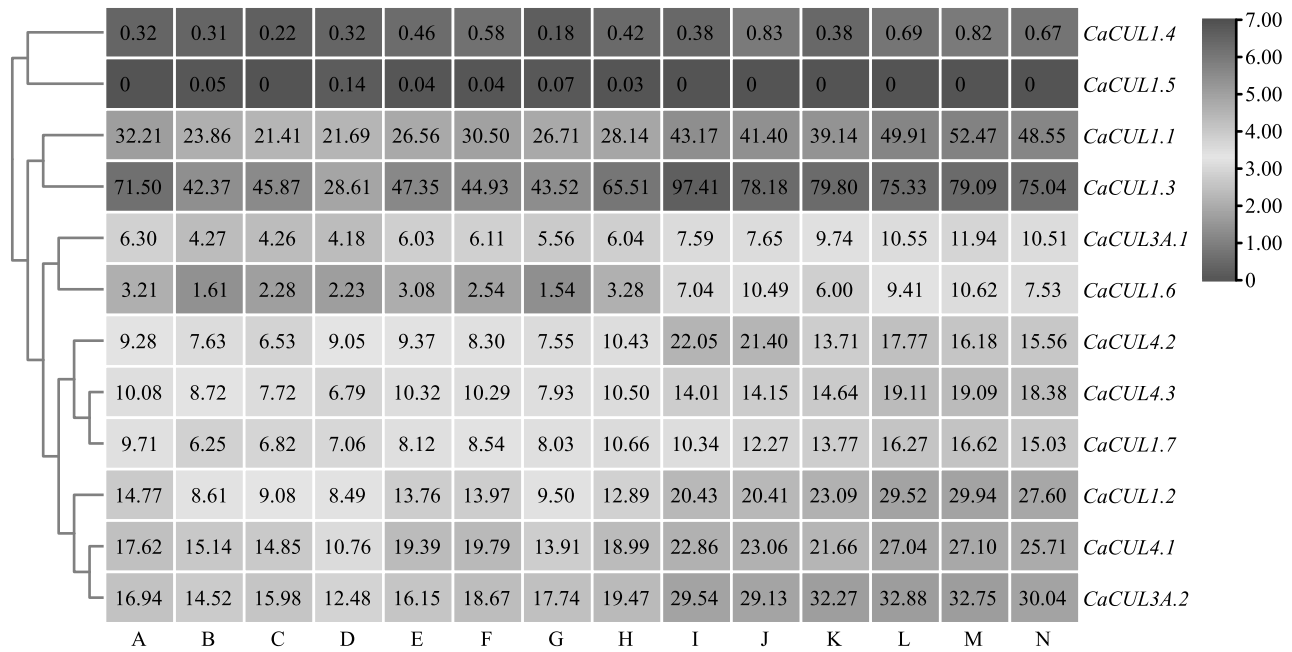 0.32 0.31 0.22 0.32 0.46 0.58 0.18 0.42 0.38 0.83 0.38 0.69 0.82 0.67 CaCUL1.4
0 0.05 0 0.14 0.04 0.04 0.07 0.03 0 0 0 0 0 0 CaCUL1.5
32.21 23.86 21.41 21.69 26.56 30.50 26.71 28.14 43.17 41.40 39.14 49.91 52.47 48.55 CaCUL1.1
71.50 42.37 45.87 28.61 47.35 44.93 43.52 65.51 97.41 78.18 79.80 75.33 79.09 75.04 CaCUL1.3
6.30 4.27 4.26 4.18 6.03 6.11 5.56 6.04 7.59 7.65 9.74 10.55 11.94 10.51 CaCUL3A.1
3.21 1.61 2.28 2.23 3.08 2.54 1.54 3.28 7.04 10.49 6.00 9.41 10.62 7.53 CaCUL1.6
9.28 7.63 6.53 9.05 9.37 8.30 7.55 10.43 22.05 21.40 13.71 17.77 16.18 15.56 CaCUL4.2
10.08 8.72 7.72 6.79 10.32 10.29 7.93 10.50 14.01 14.15 14.64 19.11 19.09 18.38 CaCUL4.3
9.71 6.25 6.82 7.06 8.12 8.54 8.03 10.66 10.34 12.27 13.77 16.27 16.62 15.03 CaCUL1.7
14.77 8.61 9.08 8.49 13.76 13.97 9.50 12.89 20.43 20.41 23.09 29.52 29.94 27.60 CaCUL1.2
17.62 15.14 14.85 10.76 19.39 19.79 13.91 18.99 22.86 23.06 21.66 27.04 27.10 25.71 CaCUL4.1
16.94 14.52 15.98 12.48 16.15 18.67 17.74 19.47 29.54 29.13 32.27 32.88 32.75 30.04 CaCUL3A.2
A B C D E F G H I J K L M N
7.00
6.00
5.00
4.00
3.00
2.00
1.00
0